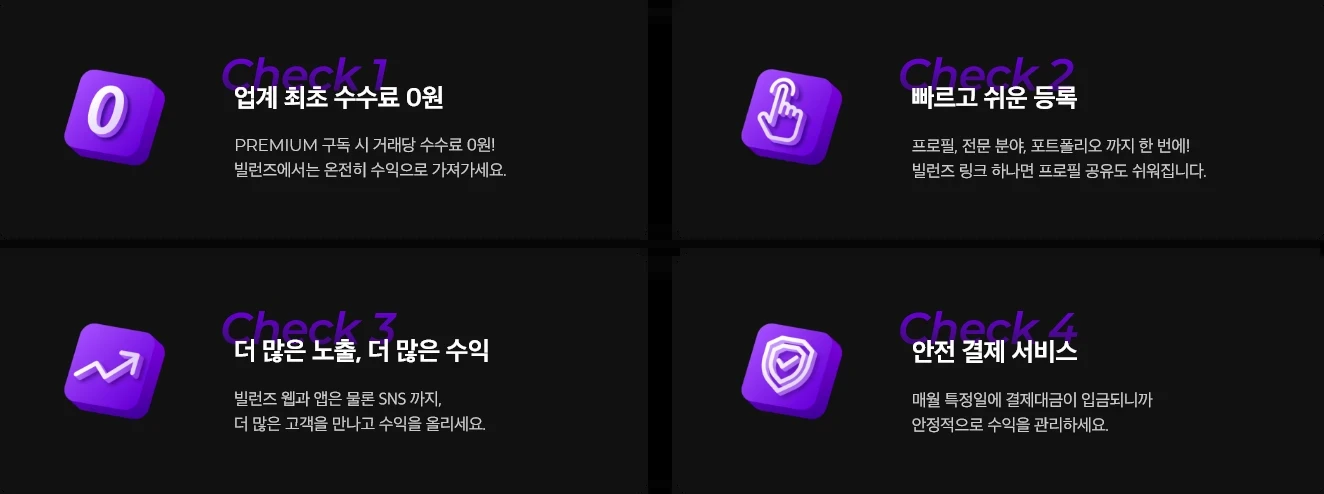 Check 1
업계 최초 수수료 0원
PREMIUM 구독 시 거래당 수수료 0원!
빌런즈에서는 온전히 수익으로 가져가세요.
Check 2
빠르고 쉬운 등록
프로필, 전문 분야, 포트폴리오 까지 한 번에!
빌런즈 링크 하나면 프로필 공유도 쉬워집니다.
Check 3
더 많은 노출, 더 많은 수익
빌런즈 웹과 앱은 물론 SNS 까지,
더 많은 고객을 만나고 수익을 올리세요.
Check 4
안전 결제 서비스
매월 특정일에 결제대금이 입금되니까
안정적으로 수익을 관리하세요.
0